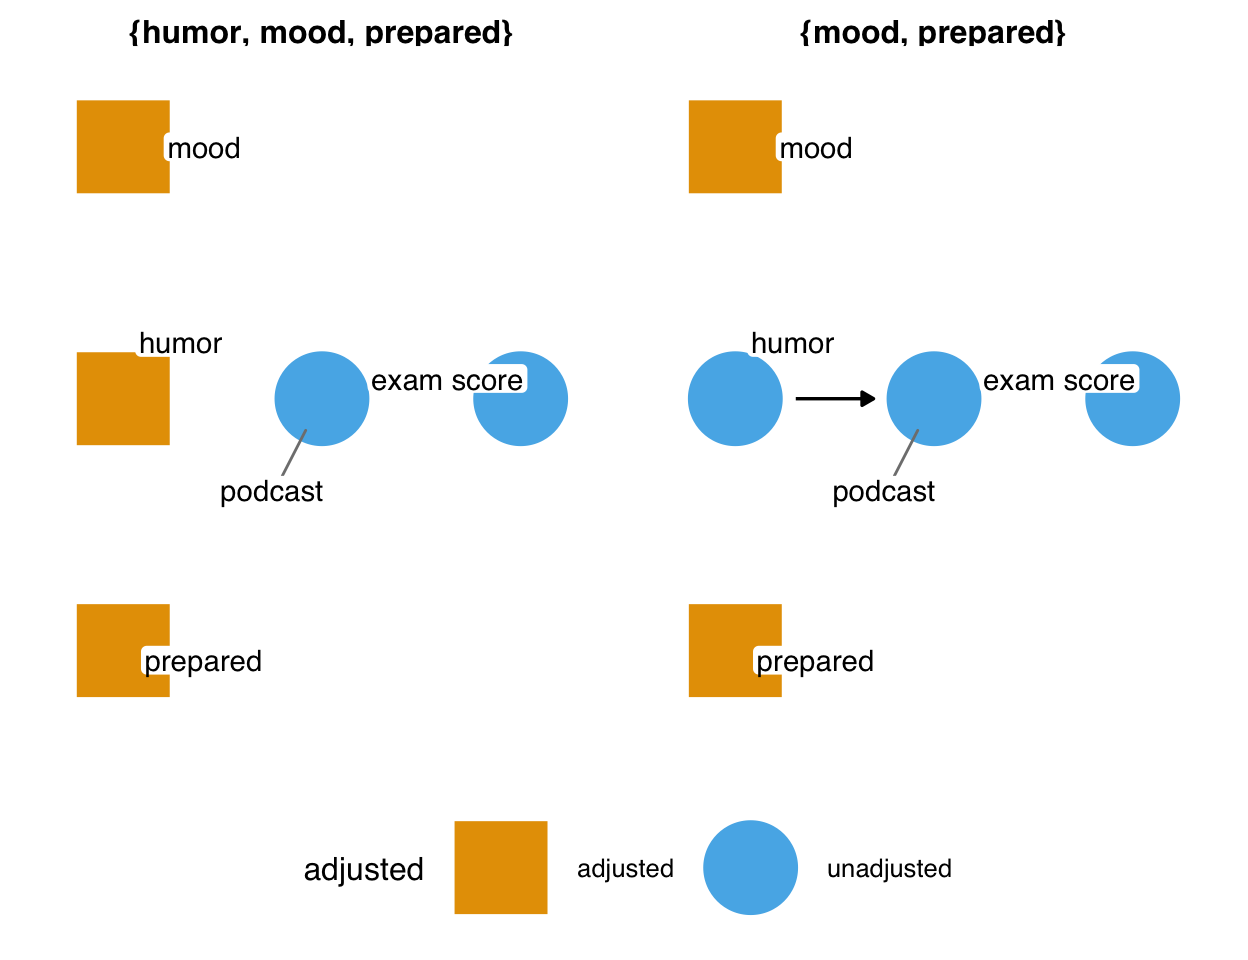 {humor, mood, prepared}
mood
humor
exam score
podcast
prepared
{mood, prepared}
mood
humor
exam score
podcast
prepared
adjusted
adjusted
unadjusted